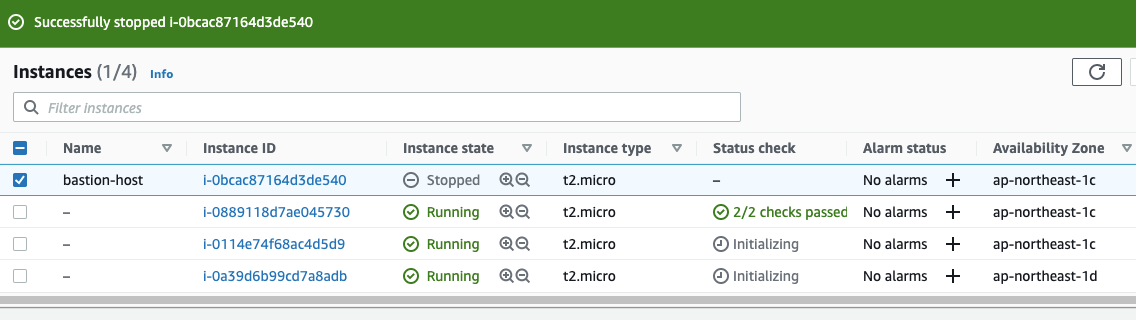 Successfully stopped i-0bcac87164d3de540
Instances (1/4) Info
Filter instances
Name Instance ID Instance state Instance type Status check Alarm status Availability Zone
bastion-host i-0bcac87164d3de540 Stopped t2.micro – No alarms + ap-northeast-1c
– i-0889118d7ae045730 Running t2.micro 2/2 checks passed No alarms + ap-northeast-1c
– i-0114e74f68ac4d5d9 Running t2.micro Initializing No alarms + ap-northeast-1c
– i-0a39d6b99cd7a8adb Running t2.micro Initializing No alarms + ap-northeast-1d